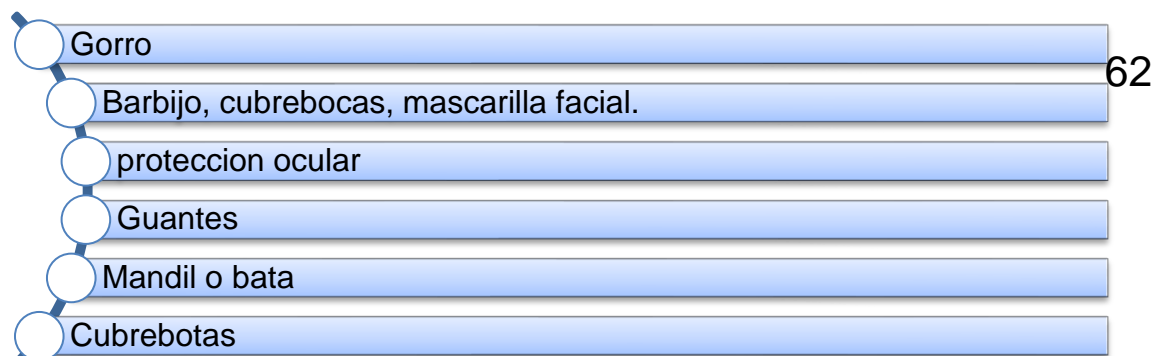 Gorro
62
Barbijo, cubrebocas, mascarilla facial.
proteccion ocular
Guantes
Mandil o bata
Cubrebotas